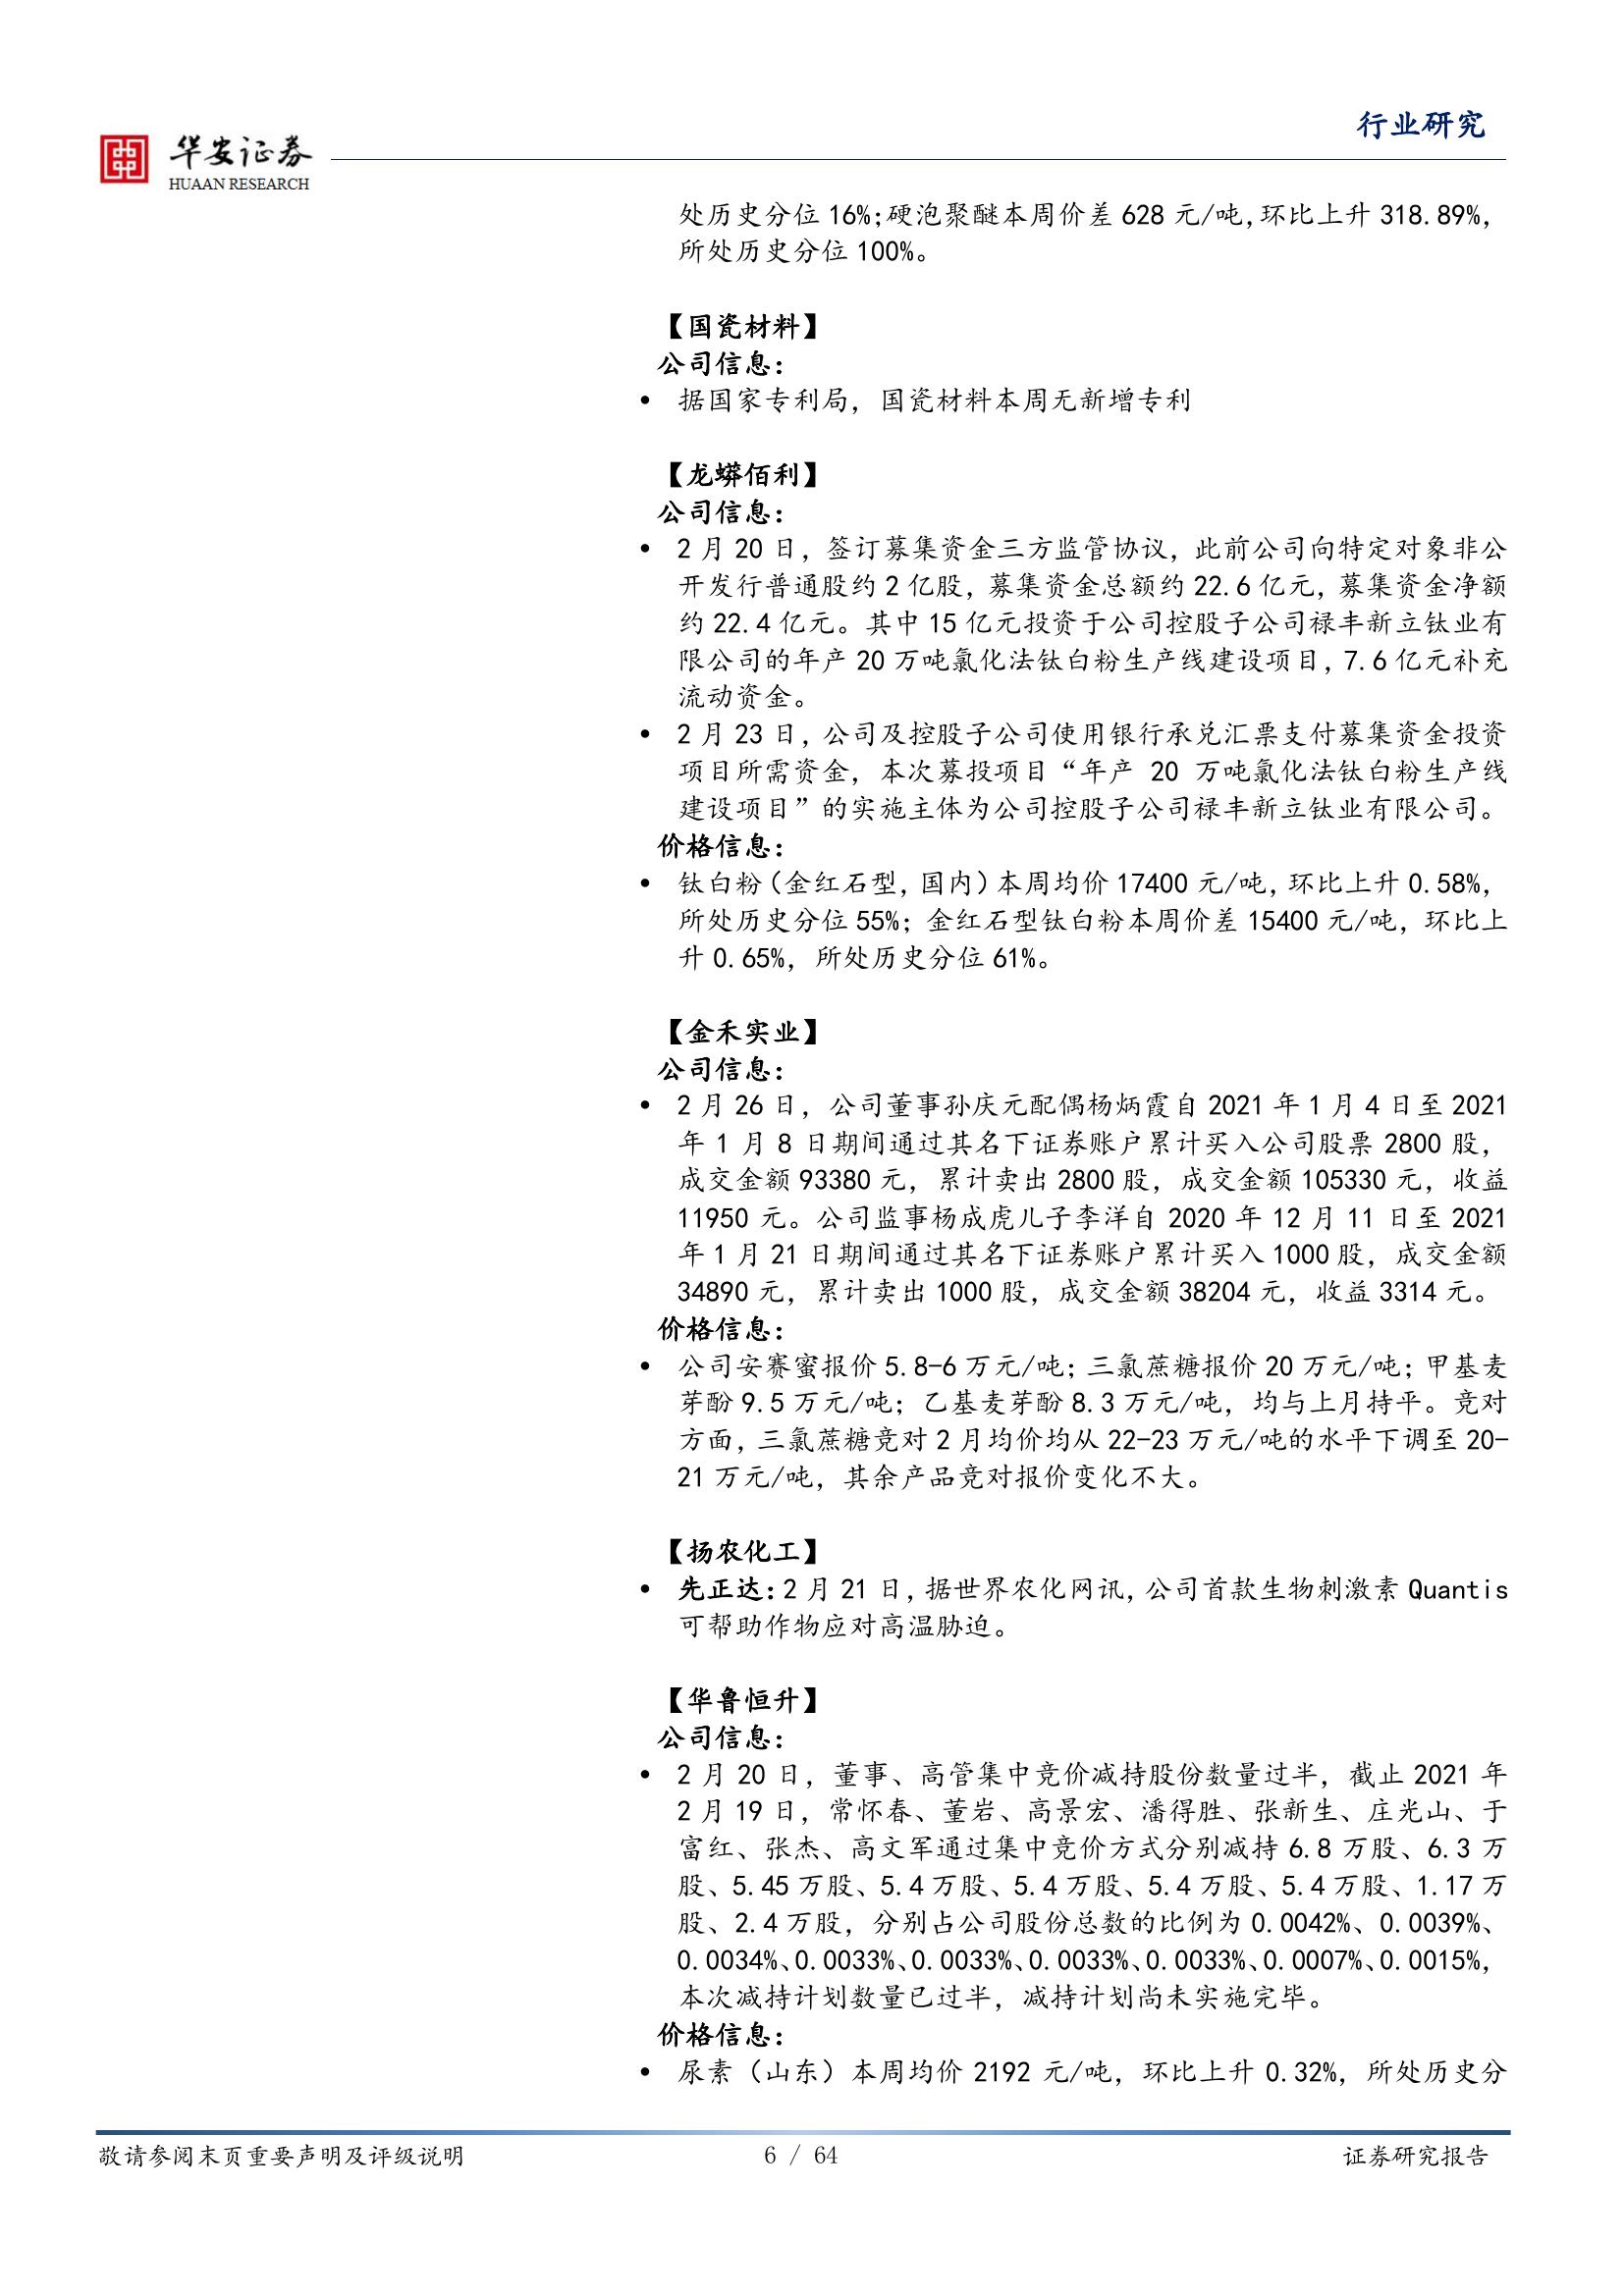 行业研究
华安证券
HUAAN RESEARCH
处历史分位 16%;硬泡聚醚本周价差 628 元/吨,环比上升 318.89%,
所处历史分位 100%。
【国瓷材料】
公司信息：
• 据国家专利局，国瓷材料本周无新增专利
【龙蟒佰利】
公司信息：
• 2 月 20 日，签订募集资金三方监管协议，此前公司向特定对象非公
开发行普通股约 2 亿股，募集资金总额约 22.6 亿元，募集资金净额
约 22.4 亿元。其中 15 亿元投资于公司控股子公司禄丰新立钛业有
限公司的年产 20 万吨氯化法钛白粉生产线建设项目，7.6 亿元补充
流动资金。
• 2 月 23 日，公司及控股子公司使用银行承兑汇票支付募集资金投资
项目所需资金，本次募投项目“年产 20 万吨氯化法钛白粉生产线
建设项目”的实施主体为公司控股子公司禄丰新立钛业有限公司。
价格信息：
• 钛白粉（金红石型，国内）本周均价 17400 元/吨，环比上升 0.58%，
所处历史分位 55%；金红石型钛白粉本周价差 15400 元/吨，环比上
升 0.65%，所处历史分位 61%。
【金禾实业】
公司信息：
• 2 月 26 日，公司董事孙庆元配偶杨炳霞自 2021 年 1 月 4 日至 2021
年 1 月 8 日期间通过其名下证券账户累计买入公司股票 2800 股，
成交金额 93380 元，累计卖出 2800 股，成交金额 105330 元，收益
11950 元。公司监事杨成虎儿子李洋自 2020 年 12 月 11 日至 2021
年 1 月 21 日期间通过其名下证券账户累计买入 1000 股，成交金额
34890 元，累计卖出 1000 股，成交金额 38204 元，收益 3314 元。
价格信息：
• 公司安赛蜜报价 5.8-6 万元/吨；三氯蔗糖报价 20 万元/吨；甲基麦
芽酚 9.5 万元/吨；乙基麦芽酚 8.3 万元/吨，均与上月持平。竞对
方面，三氯蔗糖竞对 2 月均价均从 22-23 万元/吨的水平下调至 20-
21 万元/吨，其余产品竞对报价变化不大。
【扬农化工】
• 先正达：2 月 21 日，据世界农化网讯，公司首款生物刺激素 Quantis
可帮助作物应对高温胁迫。
【华鲁恒升】
公司信息：
• 2 月 20 日，董事、高管集中竞价减持股份数量过半，截止 2021 年
2 月 19 日，常怀春、董岩、高景宏、潘得胜、张新生、庄光山、于
富红、张杰、高文军通过集中竞价方式分别减持 6.8 万股、6.3 万
股、5.45 万股、5.4 万股、5.4 万股、5.4 万股、5.4 万股、1.17 万
股、2.4 万股，分别占公司股份总数的比例为 0.0042%、0.0039%、
0.0034%、0.0033%、0.0033%、0.0033%、0.0033%、0.0007%、0.0015%，
本次减持计划数量已过半，减持计划尚未实施完毕。
价格信息：
• 尿素（山东）本周均价 2192 元/吨，环比上升 0.32%，所处历史分
敬请参阅末页重要声明及评级说明
6 / 64
证券研究报告